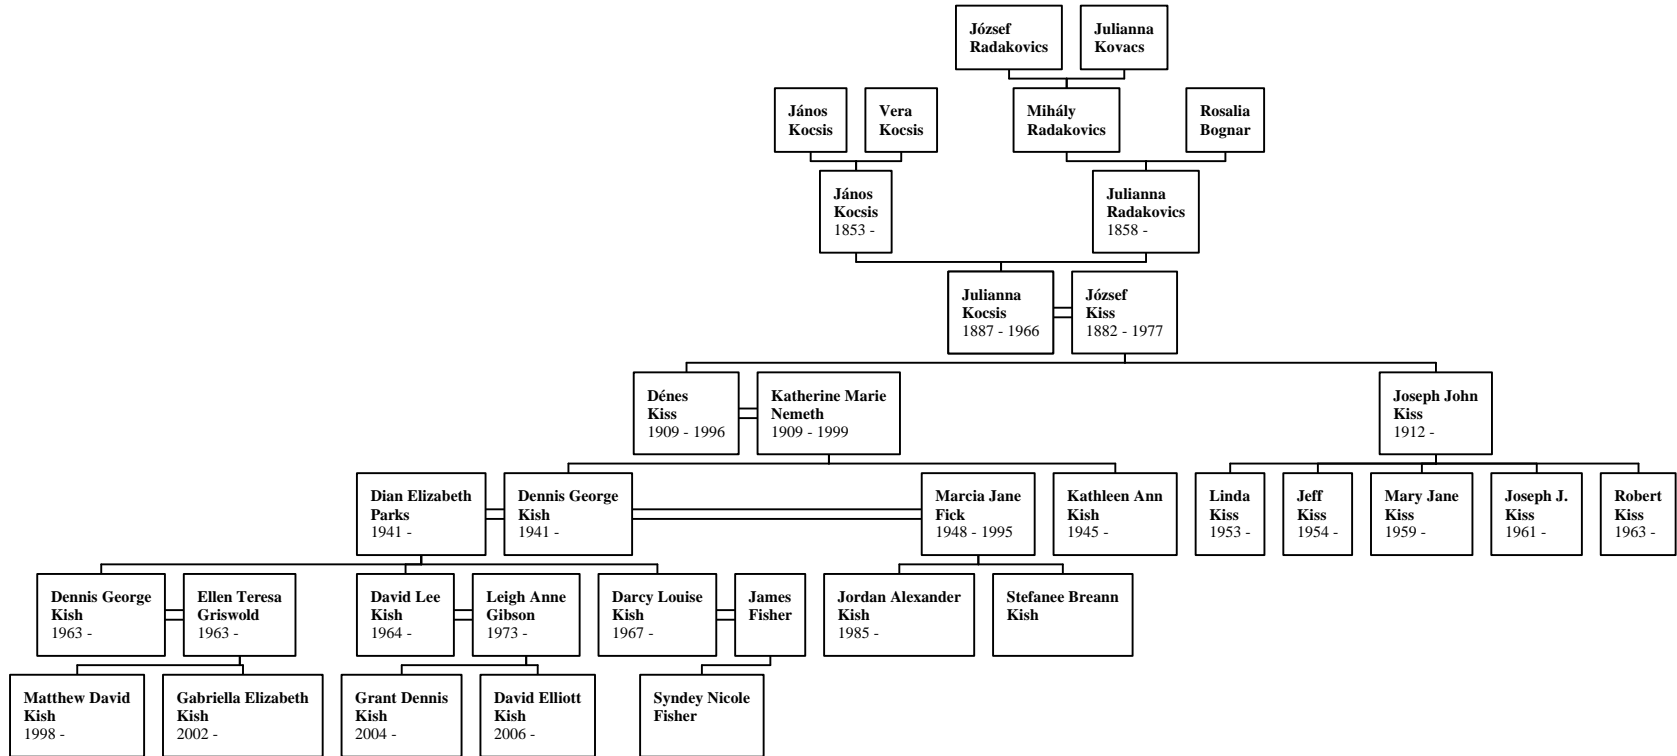 József
Radakovics
Julianna
Kovacs
János
Kocsis
Vera
Kocsis
Mihály
Radakovics
Rosalia
Bognar
János
Kocsis
1853 -
Julianna
Radakovics
1858 -
Julianna
Kocsis
1887 - 1966
József
Kiss
1882 - 1977
Dénes
Kiss
1909 - 1996
Katherine Marie
Nemeth
1909 - 1999
Joseph John
Kiss
1912 -
Dian Elizabeth
Parks
1941 -
Dennis George
Kish
1941 -
Marcia Jane
Fick
1948 - 1995
Kathleen Ann
Kish
1945 -
Linda
Kiss
1953 -
Jeff
Kiss
1954 -
Mary Jane
Kiss
1959 -
Joseph J.
Kiss
1961 -
Robert
Kiss
1963 -
Dennis George
Kish
1963 -
Ellen Teresa
Griswold
1963 -
David Lee
Kish
1964 -
Leigh Anne
Gibson
1973 -
Darcy Louise
Kish
1967 -
James
Fisher
Jordan Alexander
Kish
1985 -
Stefanee Breann
Kish
Matthew David
Kish
1998 -
Gabriella Elizabeth
Kish
2002 -
Grant Dennis
Kish
2004 -
David Elliott
Kish
2006 -
Syndey Nicole
Fisher